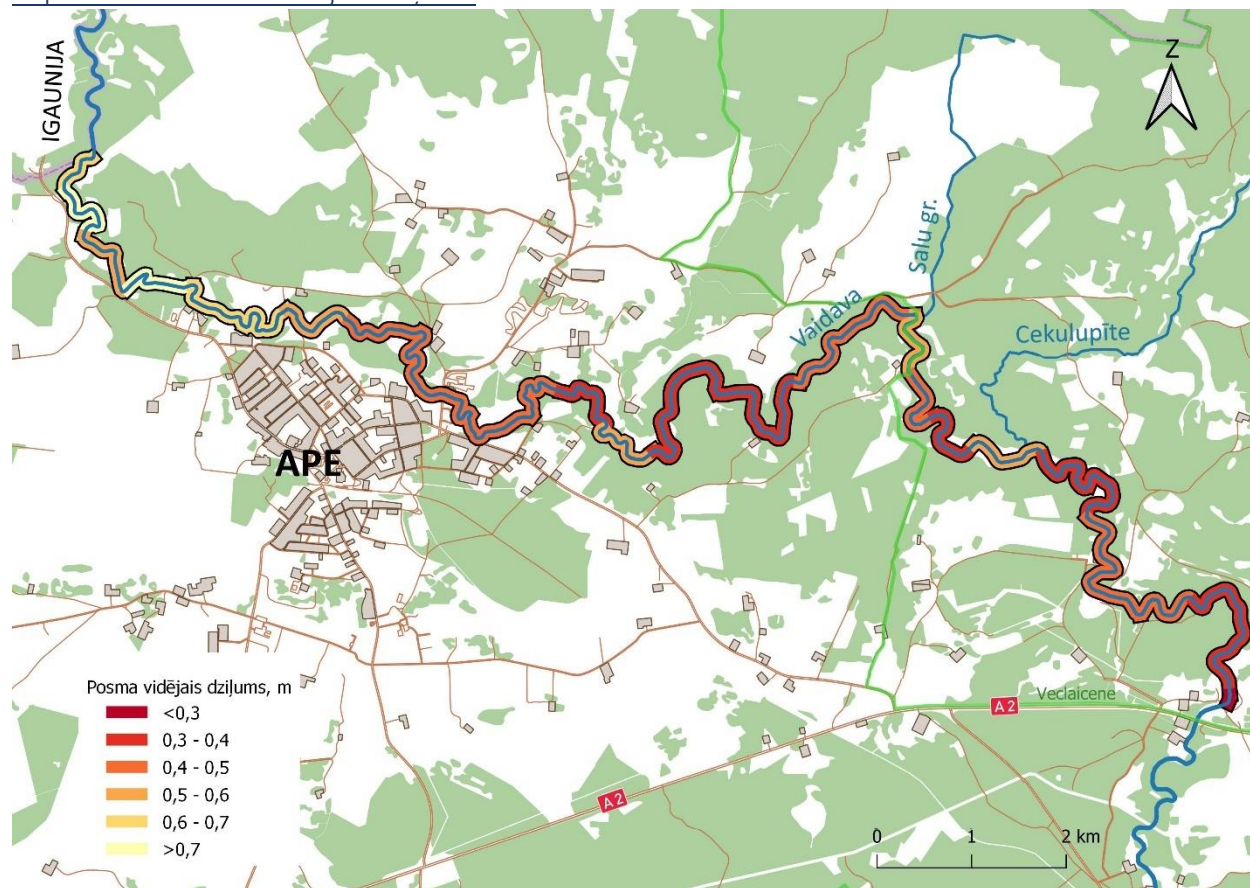 IGAUNIJA
Z
Salu gr.
Vaidava
Cekulupīte
APE
Veclaicene
A2
A2
Posma vidējais dziļums, m
<0,3
0,3 - 0,4
0,4 - 0,5
0,5 - 0,6
0,6 - 0,7
>0,7
0 1 2 km